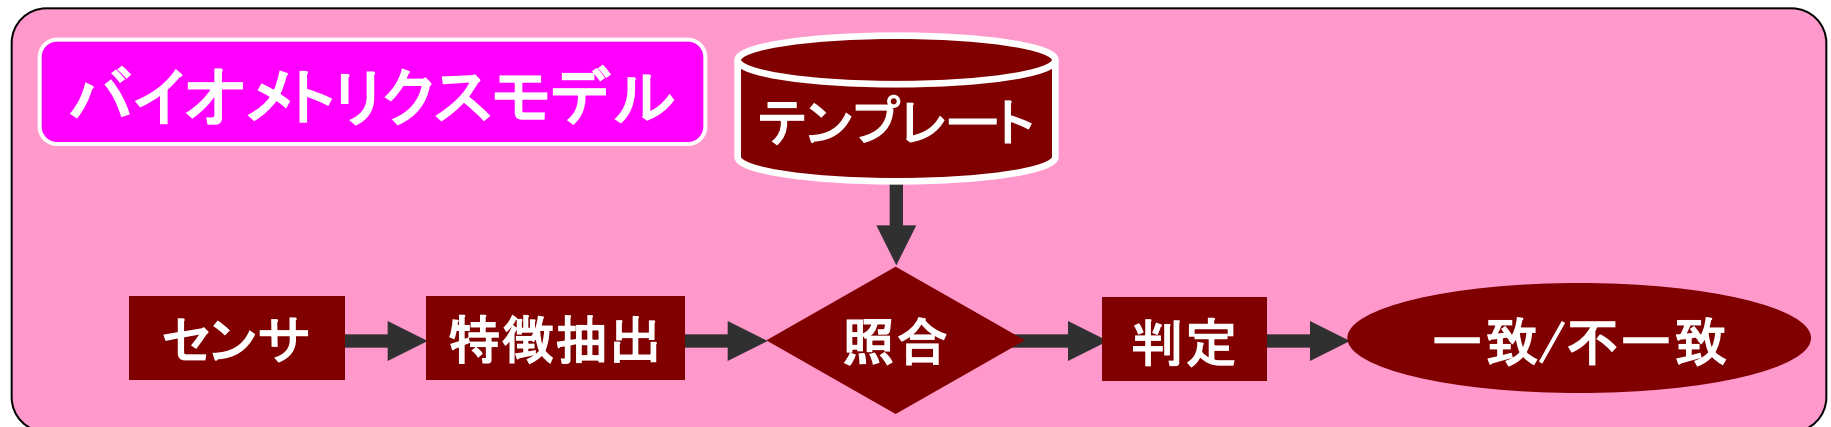 バイオメトリクスモデル
テンプレート
センサ
特徴抽出
照合
判定
一致/不一致